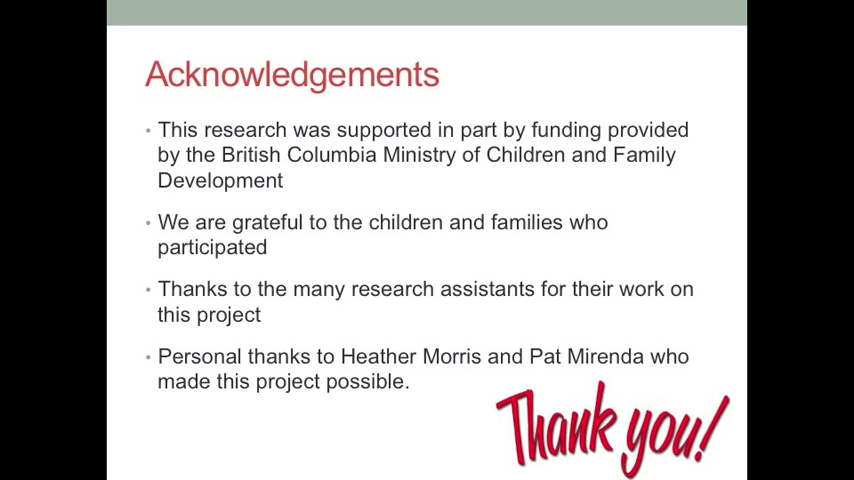 Acknowledgements
• This research was supported in part by funding provided
by the British Columbia Ministry of Children and Family
Development
• We are grateful to the children and families who
participated
• Thanks to the many research assistants for their work on
this project
• Personal thanks to Heather Morris and Pat Mirenda who
made this project possible.
Thank you!